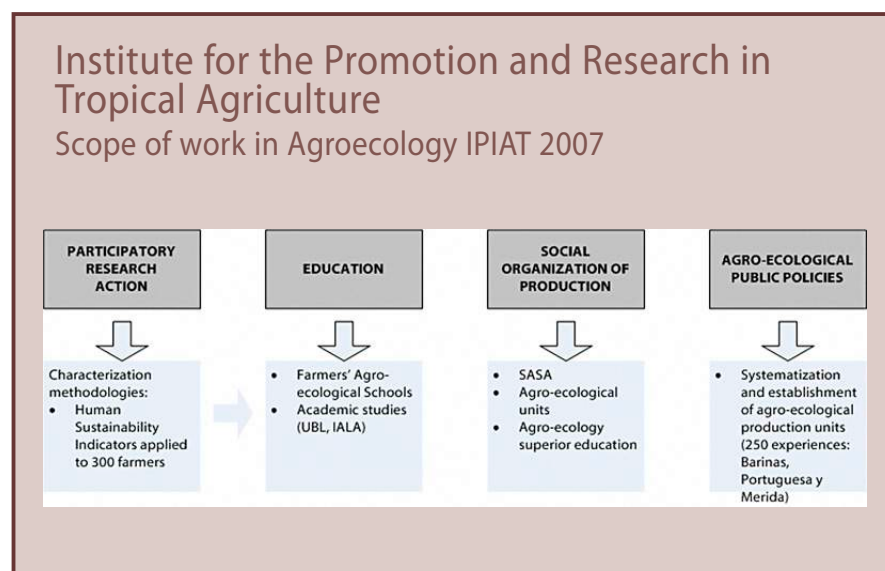 Institute for the Promotion and Research in
Tropical Agriculture
Scope of work in Agroecology IPIAT 2007
PARTICIPATORY
RESEARCH
ACTION
Characterization
methodologies:
• Human
Sustainability
Indicators applied
to 300 farmers
EDUCATION
• Farmers' Agro-
ecological Schools
• Academic studies
(UBL, IALA)
SOCIAL
ORGANIZATION OF
PRODUCTION
• SASA
• Agro-ecological
units
• Agro-ecology
superior education
AGRO-ECOLOGICAL
PUBLIC POLICIES
• Systematization
and establishment
of agro-ecological
production units
(250 experiences:
Barinas,
Portuguesa y
Merida)